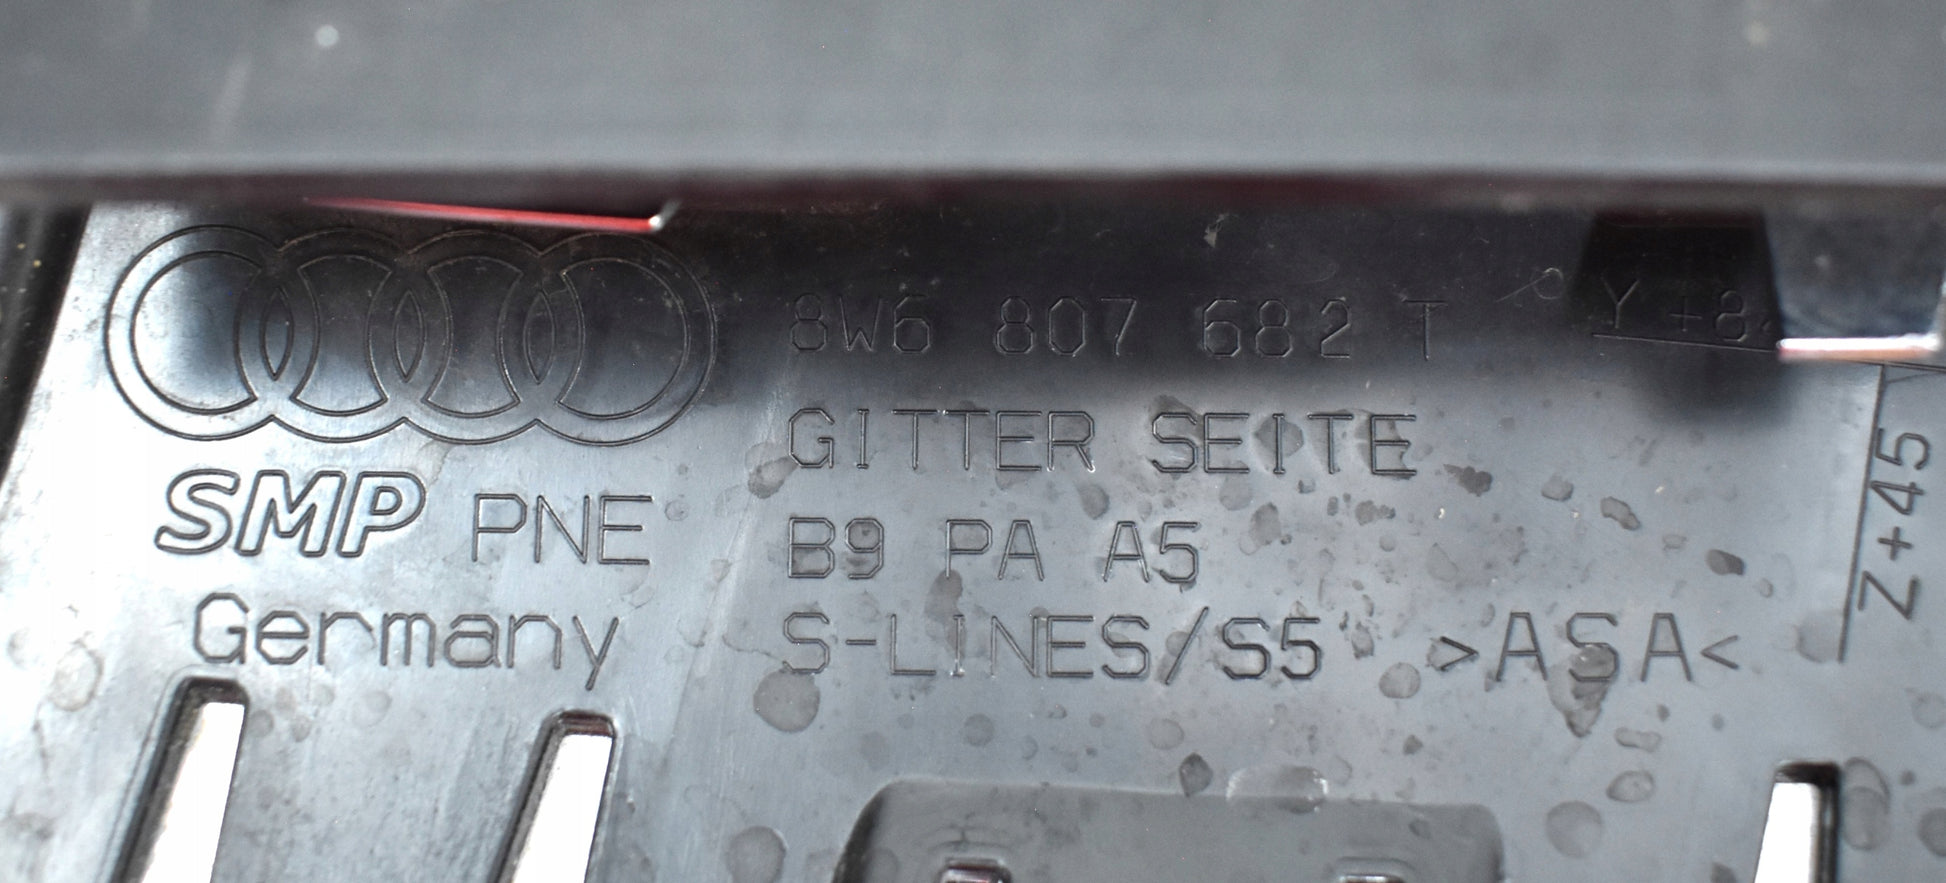 8W6 807 682 T
Y +8
GITTER SEITE
SMP PNE
B9 PA A5
Germany
S-LINES/S5 >ASA<
Z+45